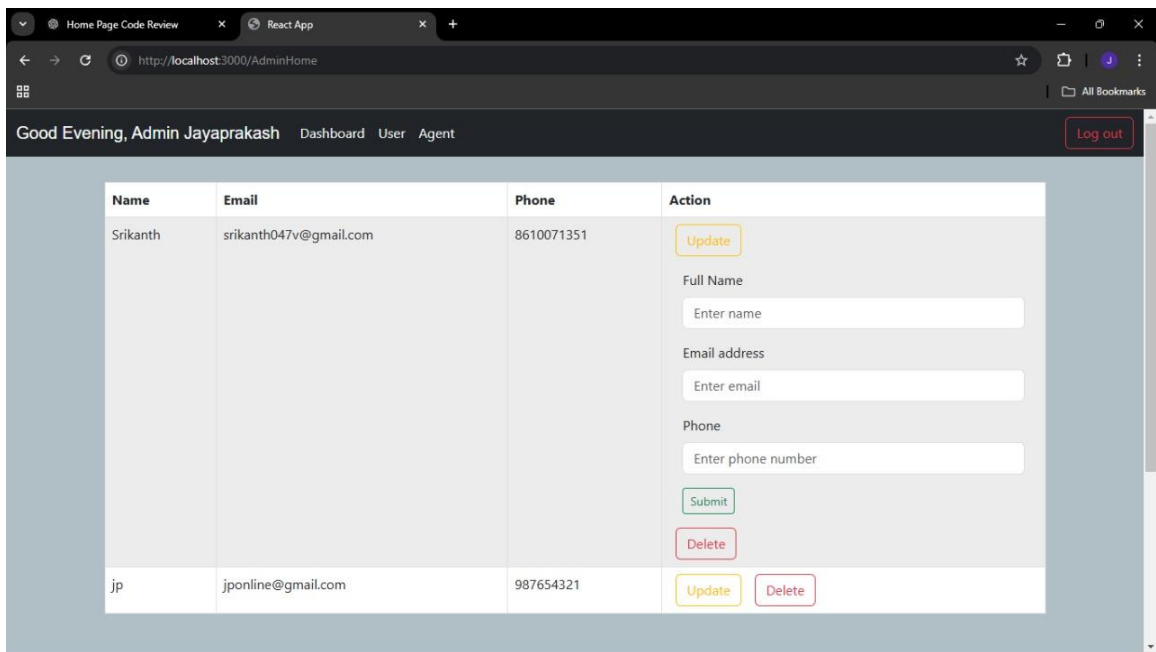 Home Page Code Review
React App
http://localhost:3000/AdminHome
J
All Bookmarks
Good Evening, Admin Jayaprakash Dashboard User Agent Log out
Name Email Phone Action
Srikanth srikanth047v@gmail.com 8610071351 Update
Full Name
Enter name
Email address
Enter email
Phone
Enter phone number
Submit
Delete
jp jponline@gmail.com 987654321 Update Delete